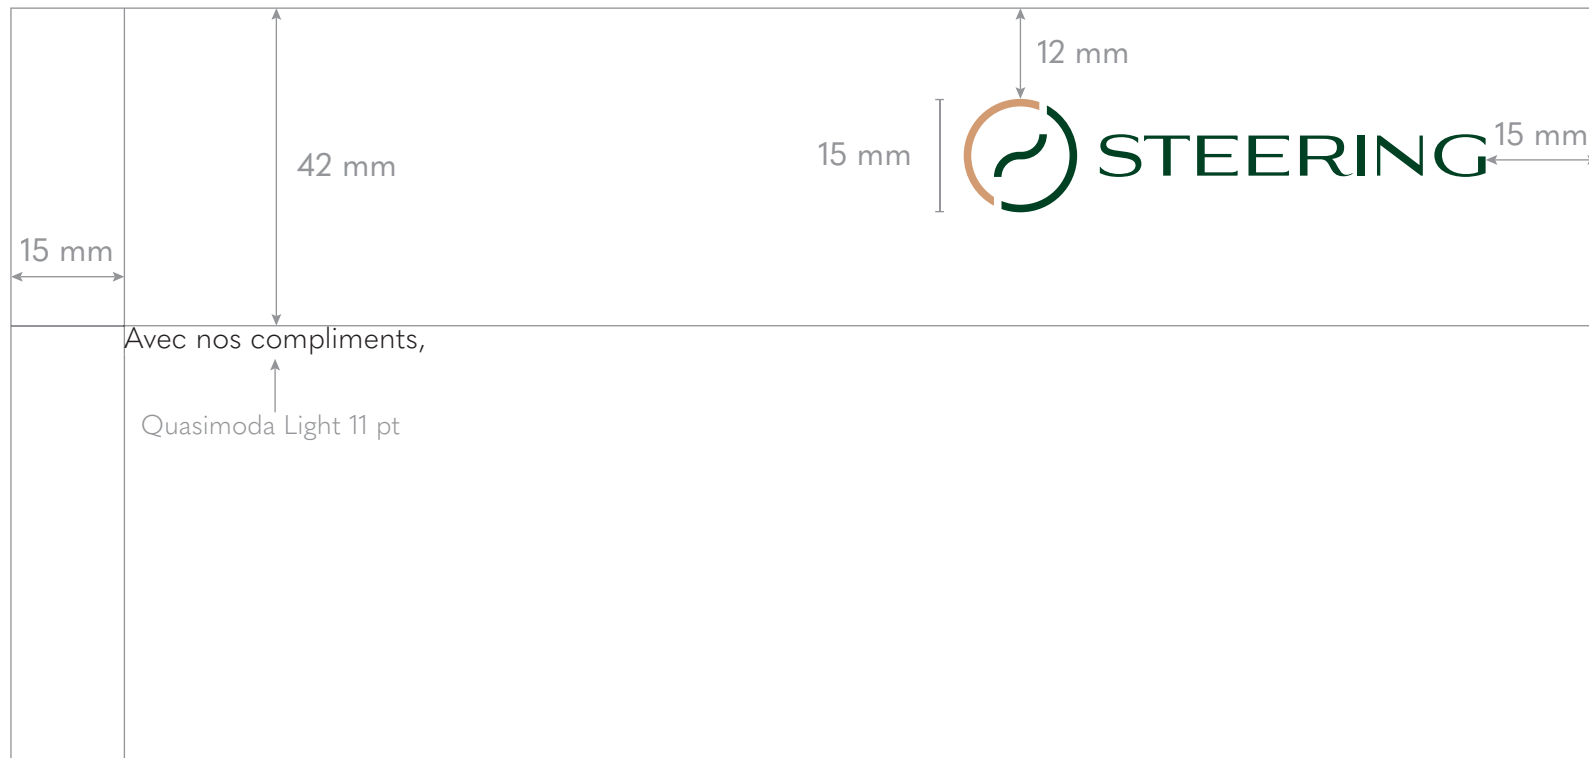 12 mm
15 mm
STEERING
15 mm
42 mm
15 mm
Avec nos compliments,
Quasimoda Light 11 pt